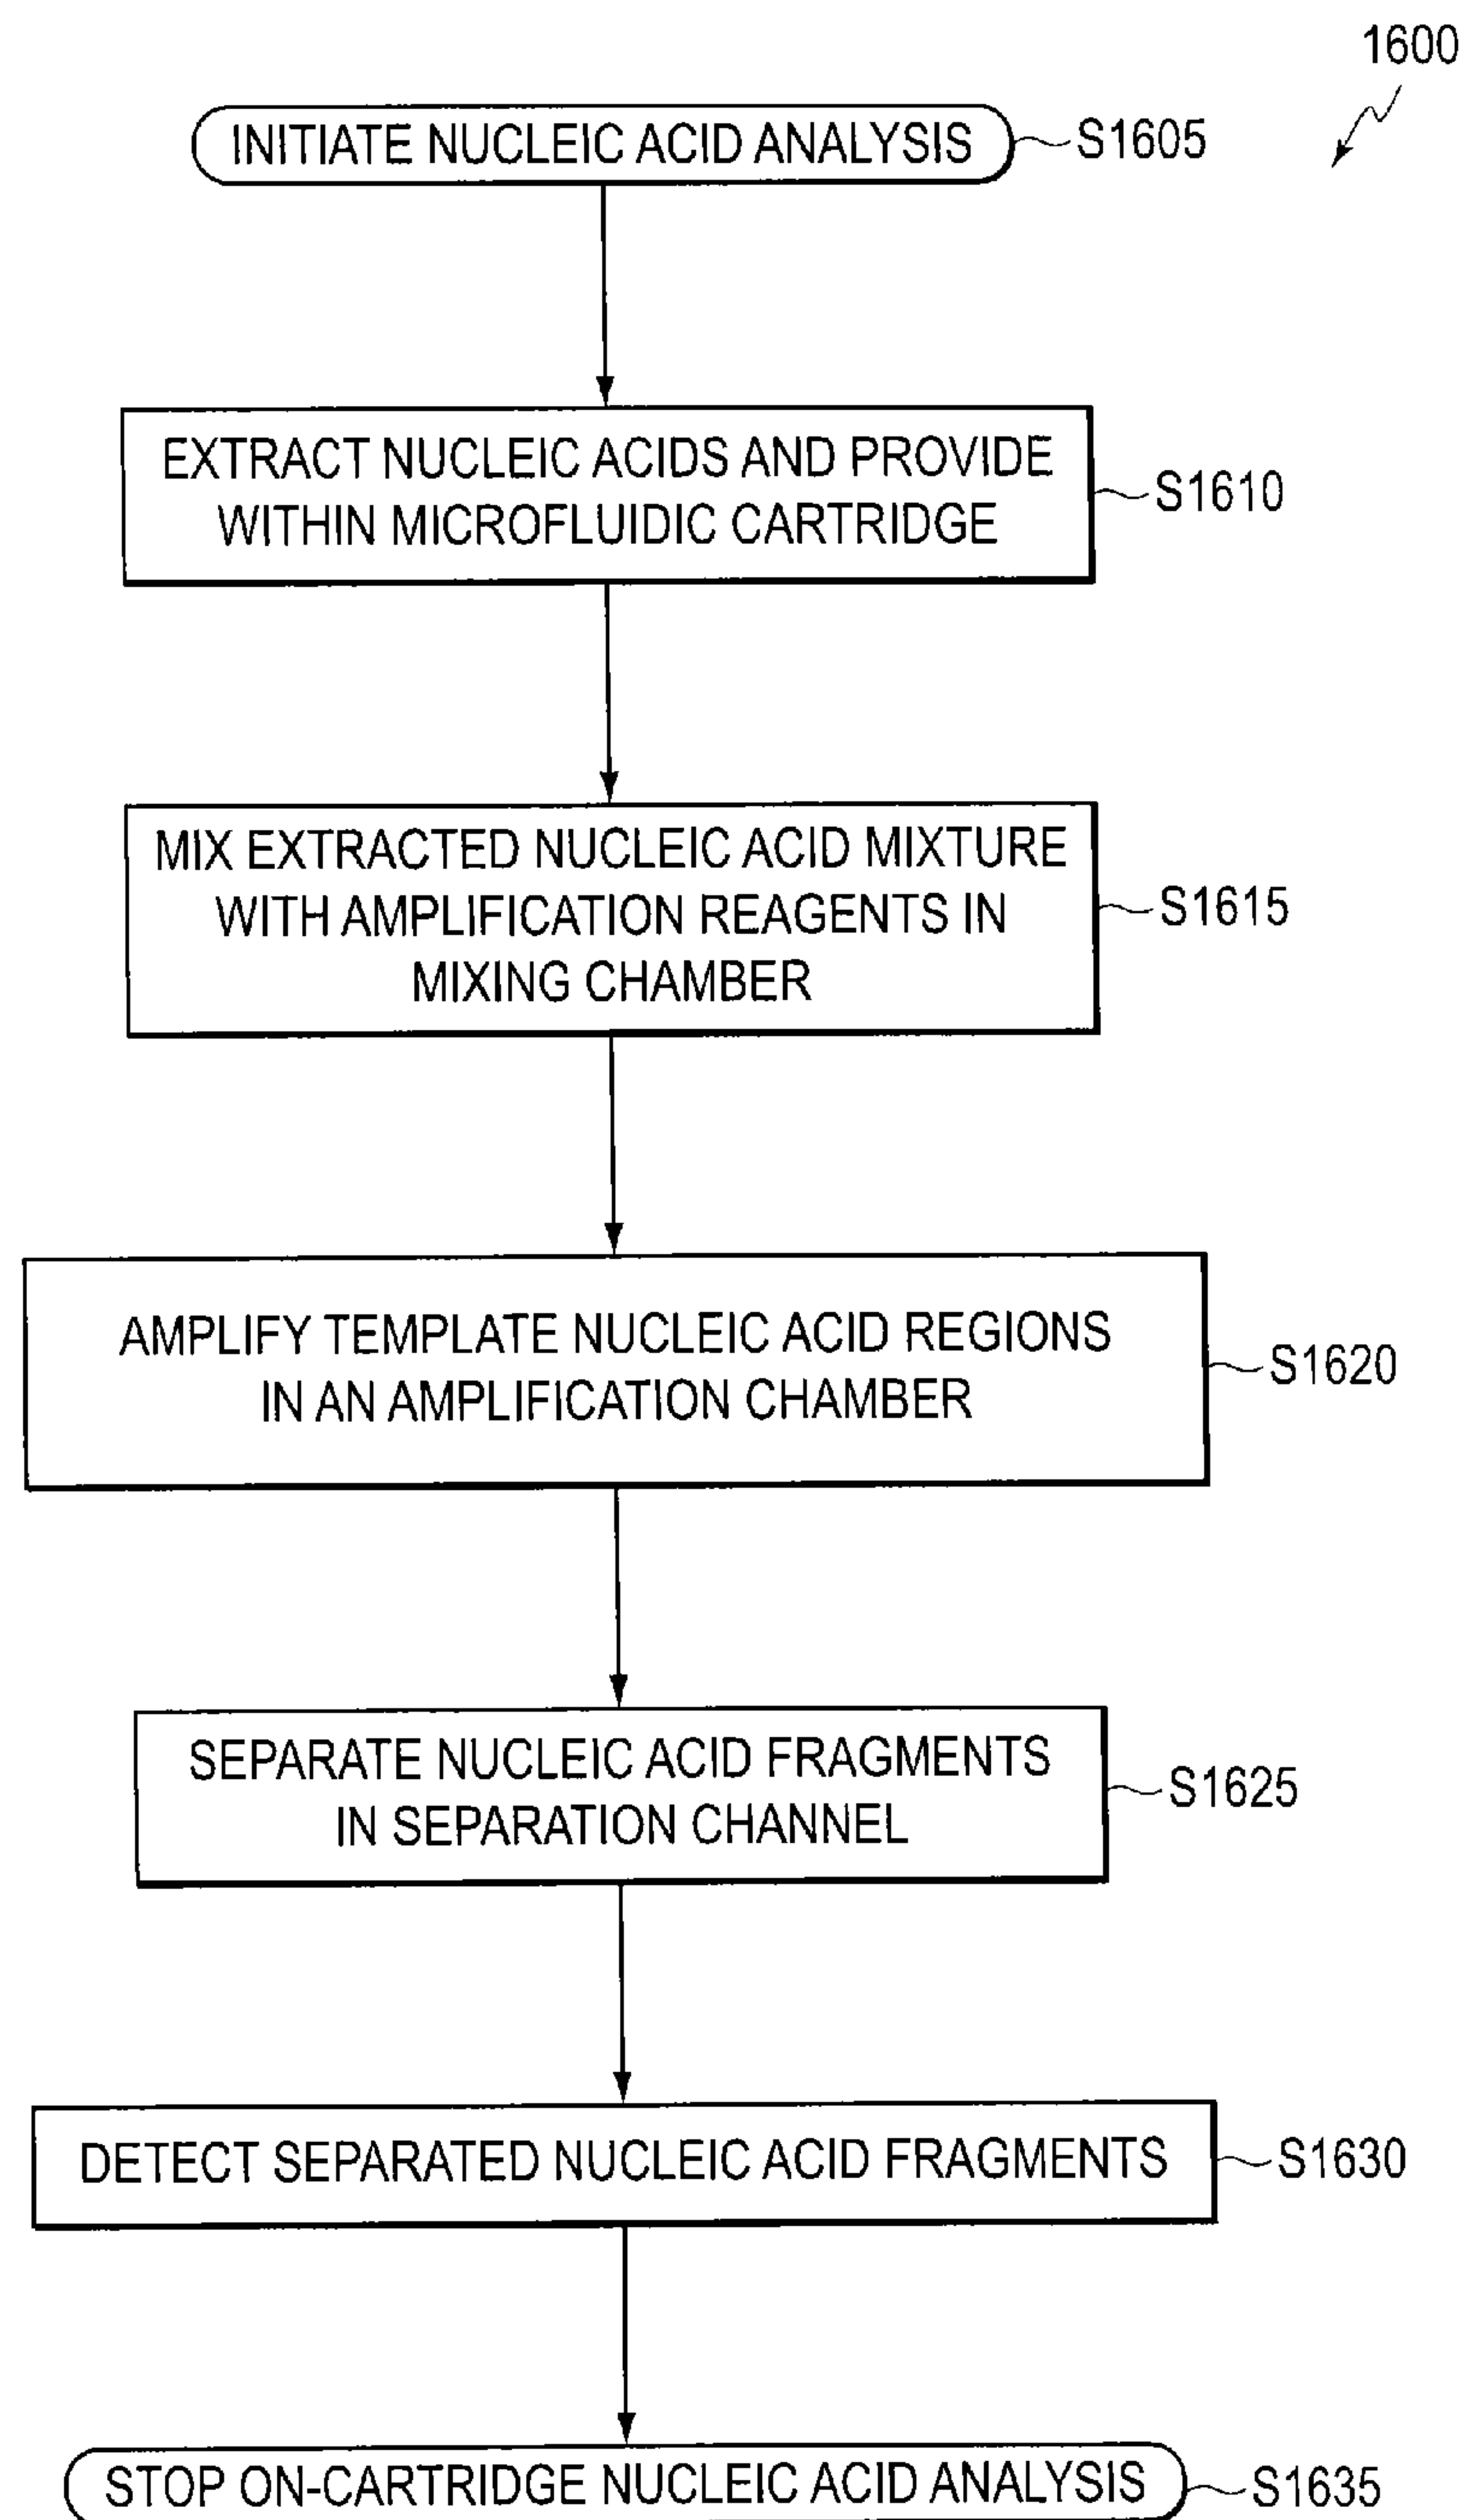 1600
INITIATE NUCLEIC ACID ANALYSIS
S1605
EXTRACT NUCLEIC ACIDS AND PROVIDE
WITHIN MICROFLUIDIC CARTRIDGE
S1610
MIX EXTRACTED NUCLEIC ACID MIXTURE
WITH AMPLIFICATION REAGENTS IN
MIXING CHAMBER
S1615
AMPLIFY TEMPLATE NUCLEIC ACID REGIONS
IN AN AMPLIFICATION CHAMBER
S1620
SEPARATE NUCLEIC ACID FRAGMENTS
IN SEPARATION CHANNEL
S1625
DETECT SEPARATED NUCLEIC ACID FRAGMENTS
S1630
STOP ON-CARTRIDGE NUCLEIC ACID ANALYSIS
S1635